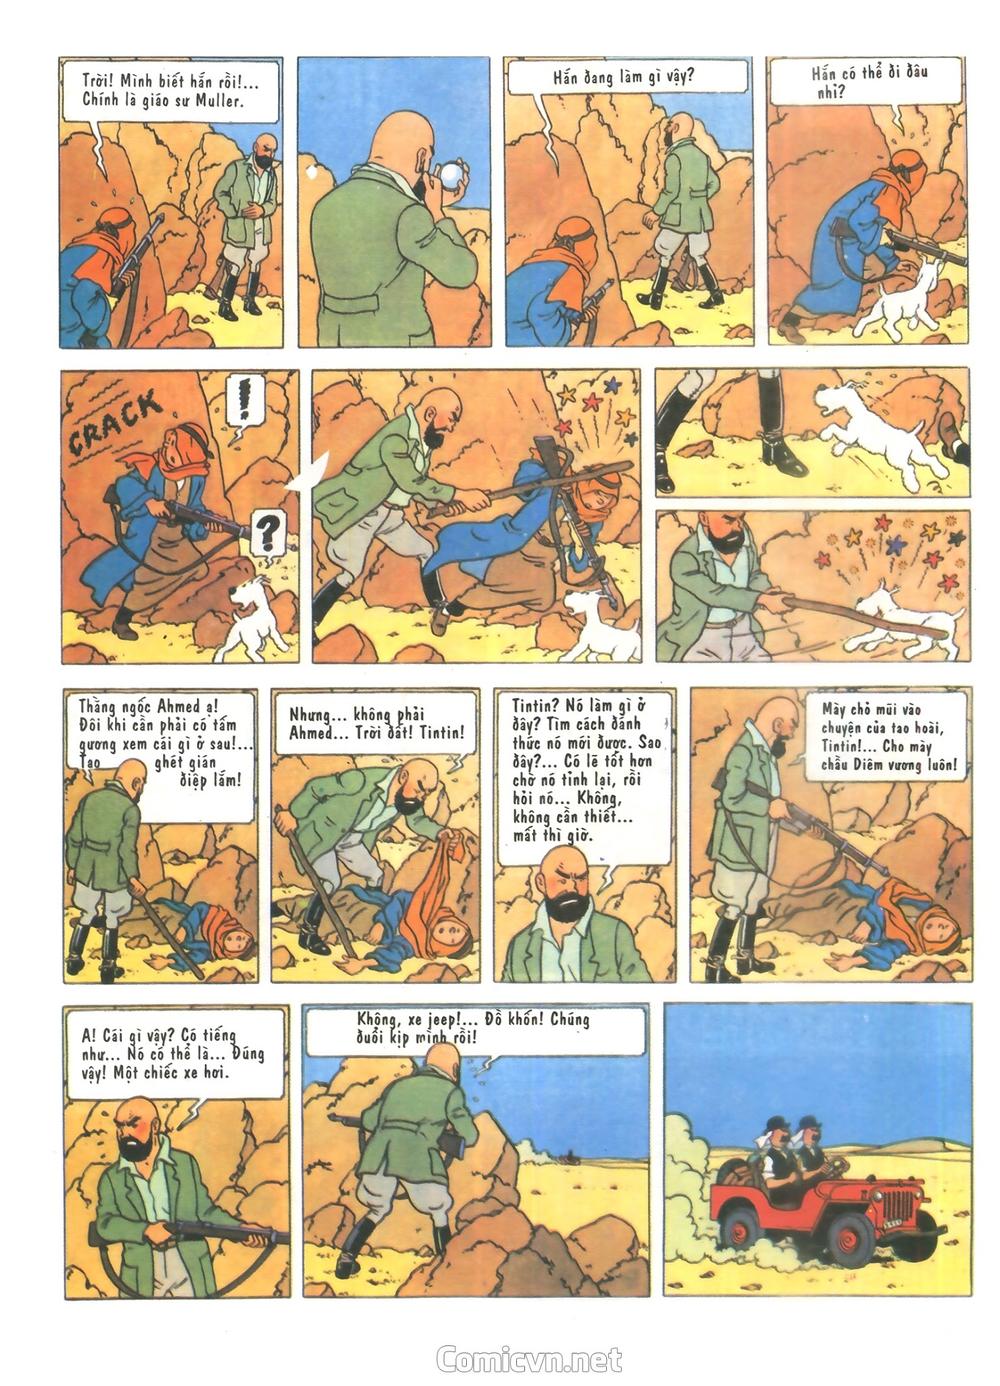 Trời! Mình biết hắn rồi!...
Chính là giáo sư Muller.
Hắn đang làm gì vậy?
Hắn có thể đi đâu
nhỉ?
CRACK
!
?
Thằng ngốc Ahmed ạ!
Đôi khi cần phải có tấm
gương xem cái gì ở sau!...
Tao ghét gián
điệp lắm!
Nhưng... không phải
Ahmed... Trời đất! Tintin!
Tintin? Nó làm gì ở
đây? Tìm cách đánh
thức nó mới được. Sao
đây?... Có lẽ tốt hơn
chờ nó tỉnh lại, rồi
hỏi nó... Không,
không cần thiết...
mất thì giờ.
Mày chõ mũi vào
chuyện của tao hoài,
Tintin!... Cho mày
chầu Diêm vương luôn!
A! Cái gì vậy? Có tiếng
như... Nó có thể là... Đúng
vậy! Một chiếc xe hơi.
Không, xe jeep!... Đồ khốn! Chúng
đuổi kịp mình rồi!
Comicvn.net